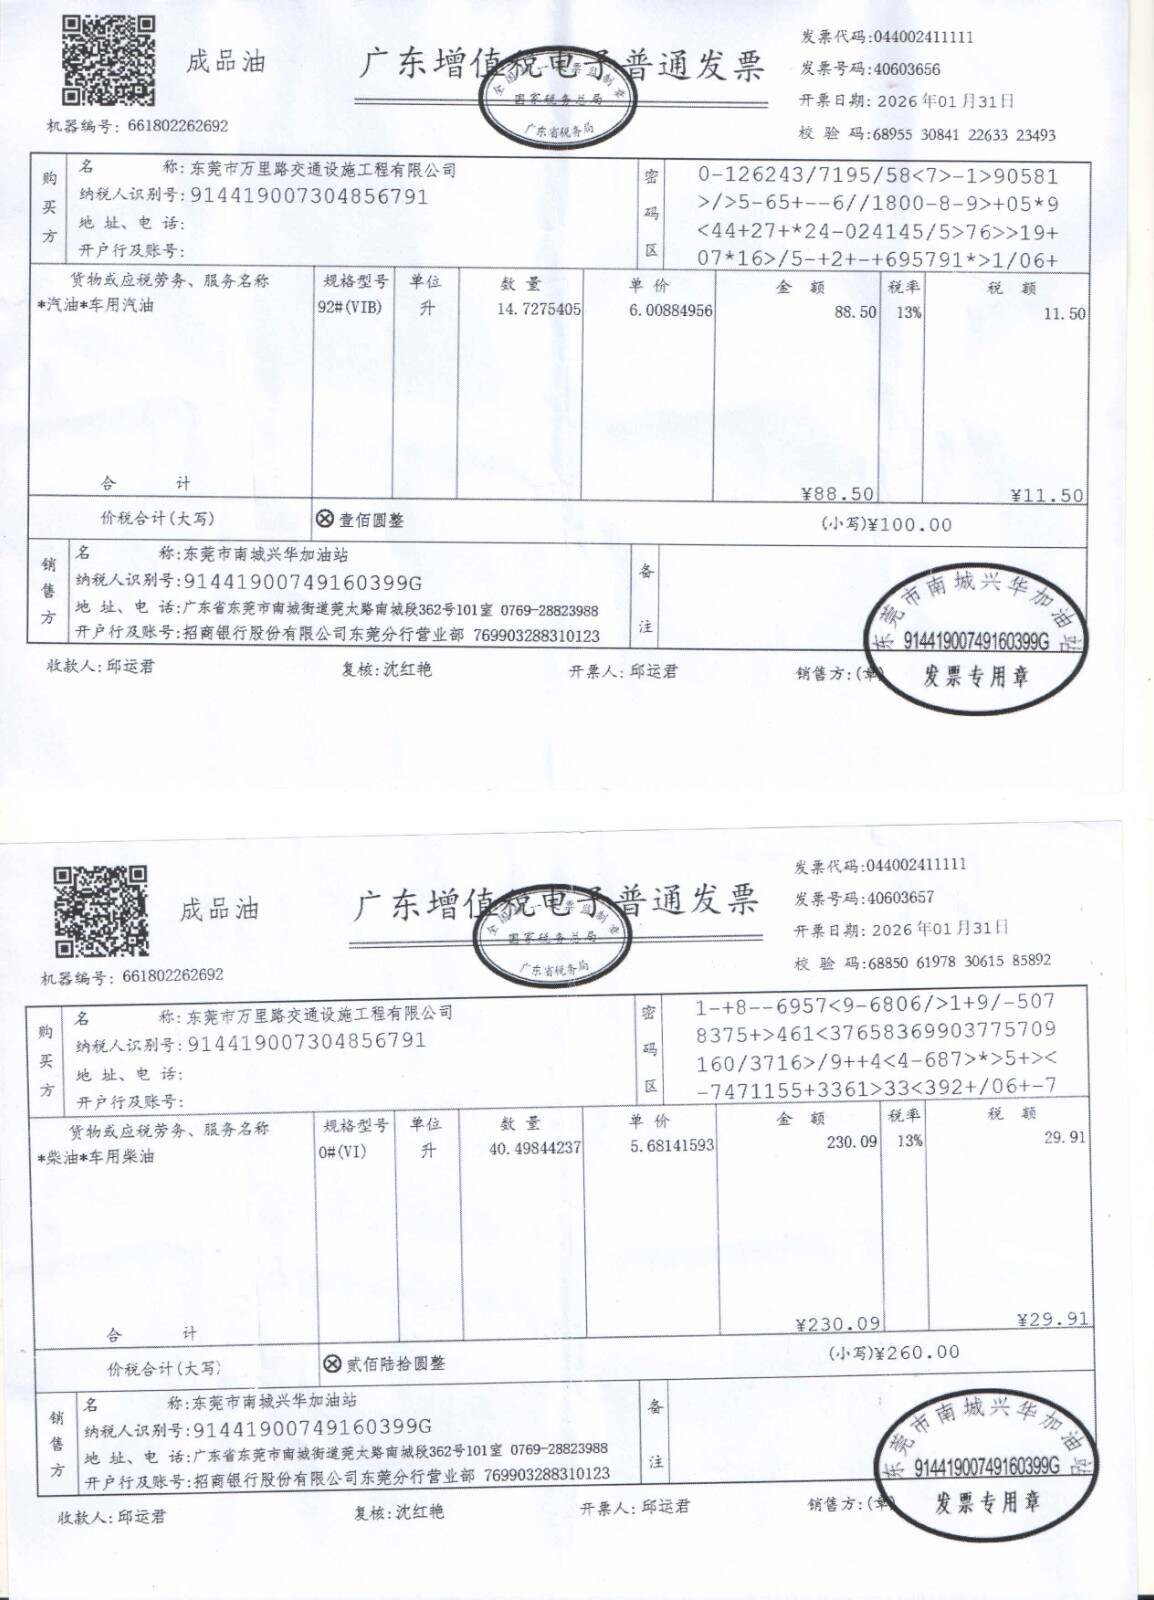 成品油
广东增值税电子普通发票
国家税务总局
广东省税务局
发票代码:044002411111
发票号码:40603656
开票日期: 2026年01月31日
机器编号: 661802262692
校 验 码:68955 30841 22633 23493
购买方
名 称:东莞市万里路交通设施工程有限公司
纳税人识别号:914419007304856791
地 址、电 话:
开户行及账号:
密码区
0-126243/7195/58<7>-1>90581
>/>5-65+--6//1800-8-9>+05*9
<44+27+*24-024145/5>76>>19+
07*16>/5-+2+-+695791*>1/06+
货物或应税劳务、服务名称 规格型号 单位 数 量 单 价 金 额 税率 税 额
*汽油*车用汽油 92#(VIB) 升 14.7275405 6.00884956 88.50 13% 11.50
合 计 ¥88.50 ¥11.50
价税合计(大写) ⊗壹佰圆整 (小写)¥100.00
销售方
名 称:东莞市南城兴华加油站
纳税人识别号:91441900749160399G
地 址、电 话:广东省东莞市南城街道莞太路南城段362号101室 0769-28823988
开户行及账号:招商银行股份有限公司东莞分行营业部 769903288310123
备注
收款人:邱运君 复核:沈红艳 开票人:邱运君 销售方:(章)
东莞市南城兴华加油站
91441900749160399G
发票专用章
成品油
广东增值税电子普通发票
国家税务总局
广东省税务局
发票代码:044002411111
发票号码:40603657
开票日期: 2026年01月31日
机器编号: 661802262692
校 验 码:68850 61978 30615 85892
购买方
名 称:东莞市万里路交通设施工程有限公司
纳税人识别号:914419007304856791
地 址、电 话:
开户行及账号:
密码区
1-+8--6957<9-6806/>1+9/-507
8375+>461<37658369903775709
160/3716>/9++4<4-687>*>5+><
-7471155+3361>33<392+/06+-7
货物或应税劳务、服务名称 规格型号 单位 数 量 单 价 金 额 税率 税 额
*柴油*车用柴油 0#(VI) 升 40.49844237 5.68141593 230.09 13% 29.91
合 计 ¥230.09 ¥29.91
价税合计(大写) ⊗贰佰陆拾圆整 (小写)¥260.00
销售方
名 称:东莞市南城兴华加油站
纳税人识别号:91441900749160399G
地 址、电 话:广东省东莞市南城街道莞太路南城段362号101室 0769-28823988
开户行及账号:招商银行股份有限公司东莞分行营业部 769903288310123
备注
收款人:邱运君 复核:沈红艳 开票人:邱运君 销售方:(章)
东莞市南城兴华加油站
91441900749160399G
发票专用章